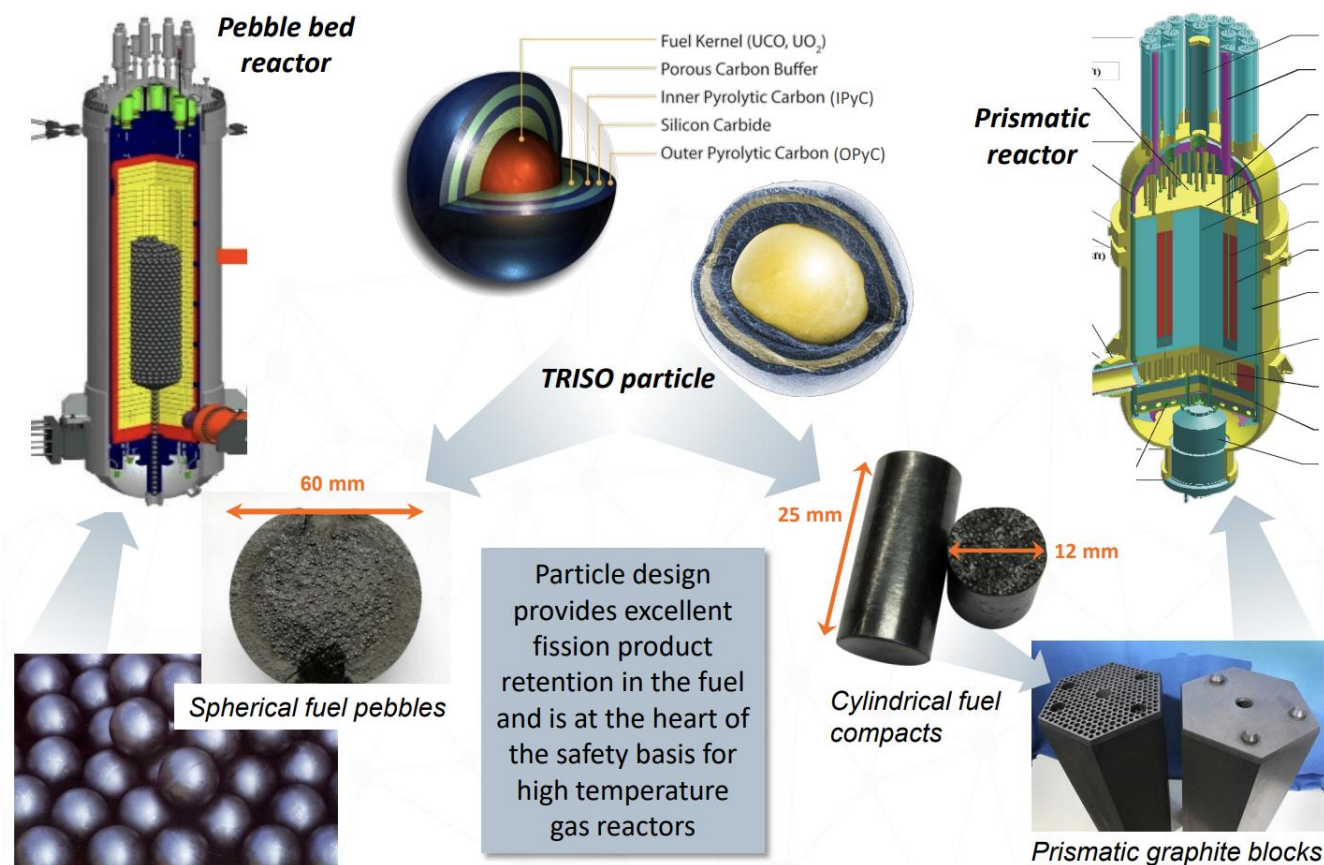 Pebble bed
reactor
Fuel Kernel (UCO, UO₂)
Porous Carbon Buffer
Inner Pyrolytic Carbon (IPyC)
Silicon Carbide
Outer Pyrolytic Carbon (OPyC)
Prismatic
reactor
TRISO particle
60 mm
25 mm
12 mm
Particle design
provides excellent
fission product
retention in the fuel
and is at the heart of
the safety basis for
high temperature
gas reactors
Spherical fuel pebbles
Cylindrical fuel
compacts
Prismatic graphite blocks